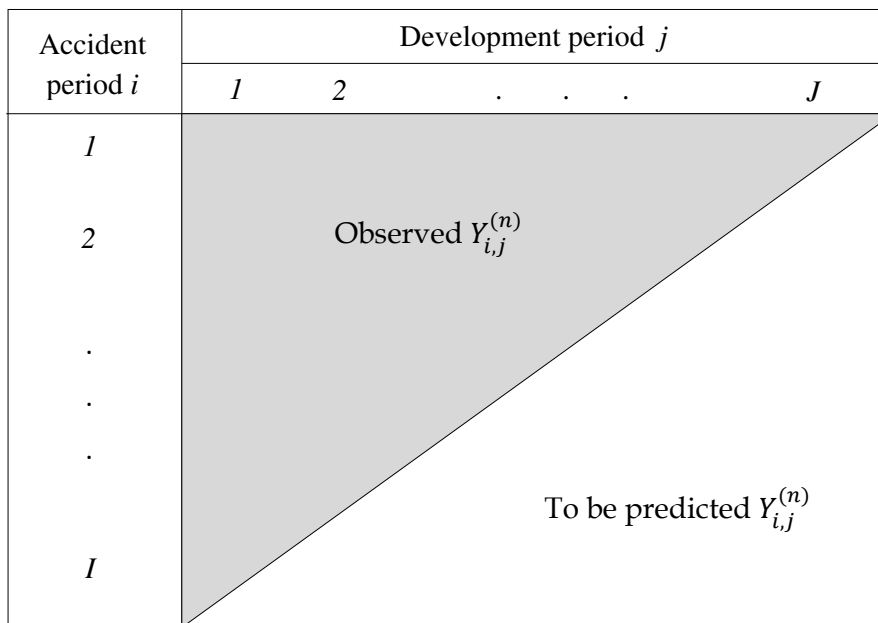 Accident
period i
Development period j
1 2 . . . J
1
2
Observed Y_{i,j}^{(n)}
.
.
.
To be predicted Y_{i,j}^{(n)}
I